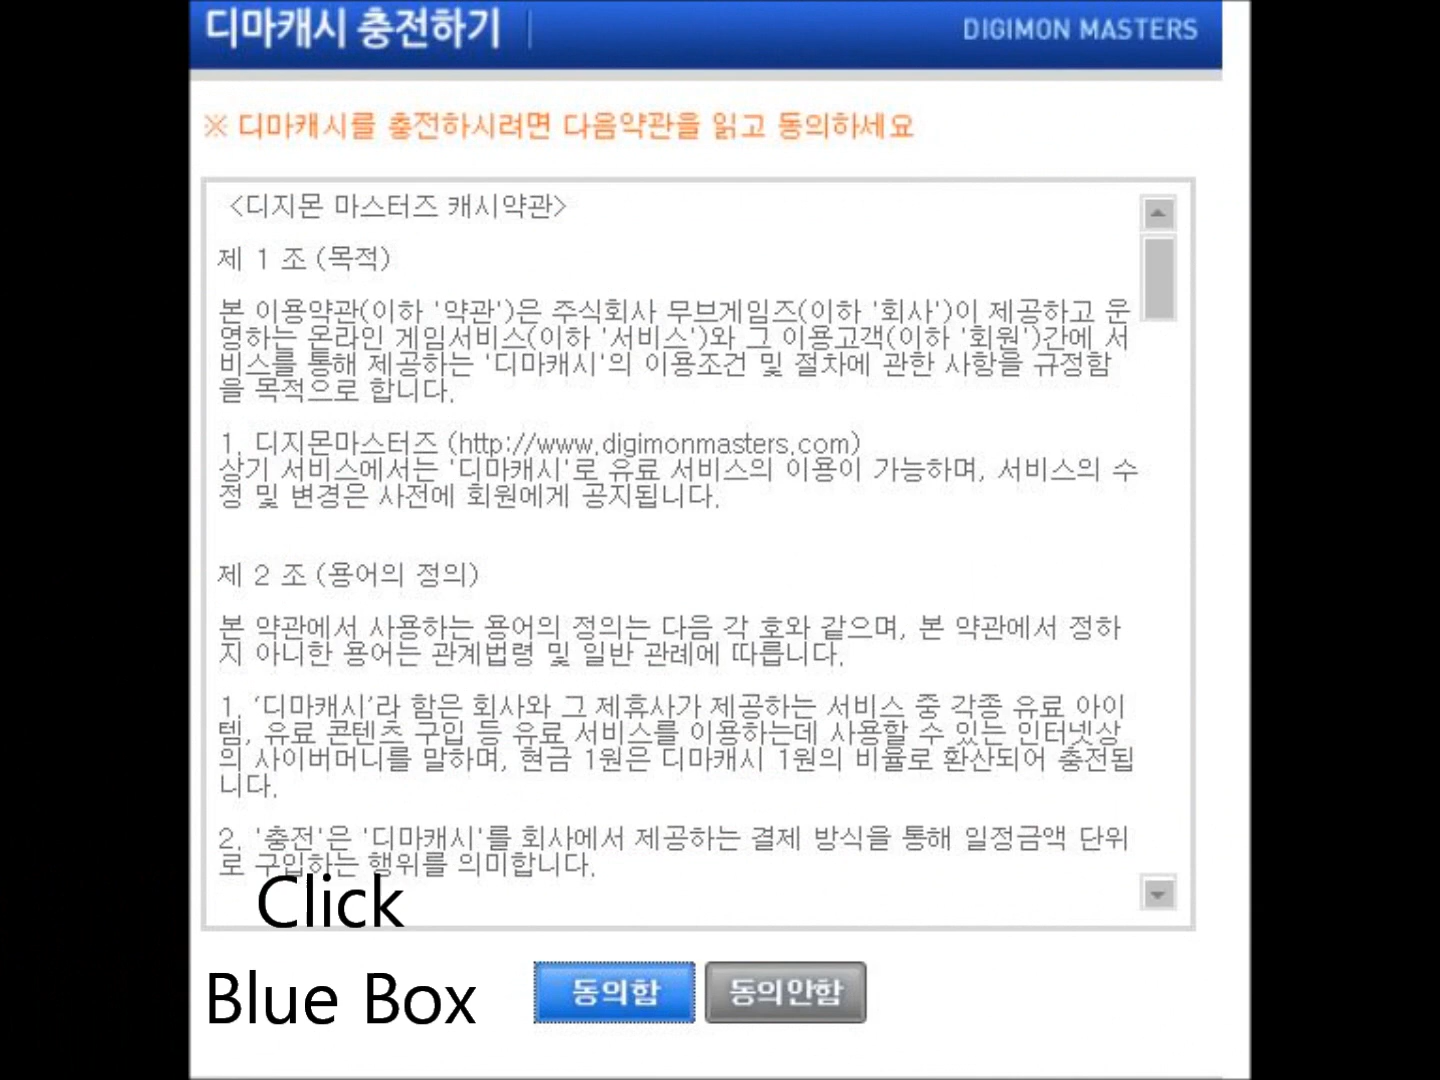 디마캐시 충전하기
DIGIMON MASTERS
※ 디마캐시를 충전하시려면 다음약관을 읽고 동의하세요
<디지몬 마스터즈 캐시약관>
제 1 조 (목적)
본 이용약관(이하 '약관')은 주식회사 무브게임즈(이하 '회사')이 제공하고 운
영하는 온라인 게임서비스(이하 '서비스')와 그 이용고객(이하 '회원')간에 서
비스를 통해 제공하는 '디마캐시'의 이용조건 및 절차에 관한 사항을 규정함
을 목적으로 합니다.
1. 디지몬마스터즈 (http://www.digimonmasters.com)
상기 서비스에서는 '디마캐시'로 유료 서비스의 이용이 가능하며, 서비스의 수
정 및 변경은 사전에 회원에게 공지됩니다.
제 2 조 (용어의 정의)
본 약관에서 사용하는 용어의 정의는 다음 각 호와 같으며, 본 약관에서 정하
지 아니한 용어는 관계법령 및 일반 관례에 따릅니다.
1. ‘디마캐시’라 함은 회사와 그 제휴사가 제공하는 서비스 중 각종 유료 아이
템, 유료 콘텐츠 구입 등 유료 서비스를 이용하는데 사용할 수 있는 인터넷상
의 사이버머니를 말하며, 현금 1원은 디마캐시 1원의 비율로 환산되어 충전됩
니다.
2. '충전'은 '디마캐시'를 회사에서 제공하는 결제 방식을 통해 일정금액 단위
로 구입하는 행위를 의미합니다.
Click
Blue Box
동의함
동의안함